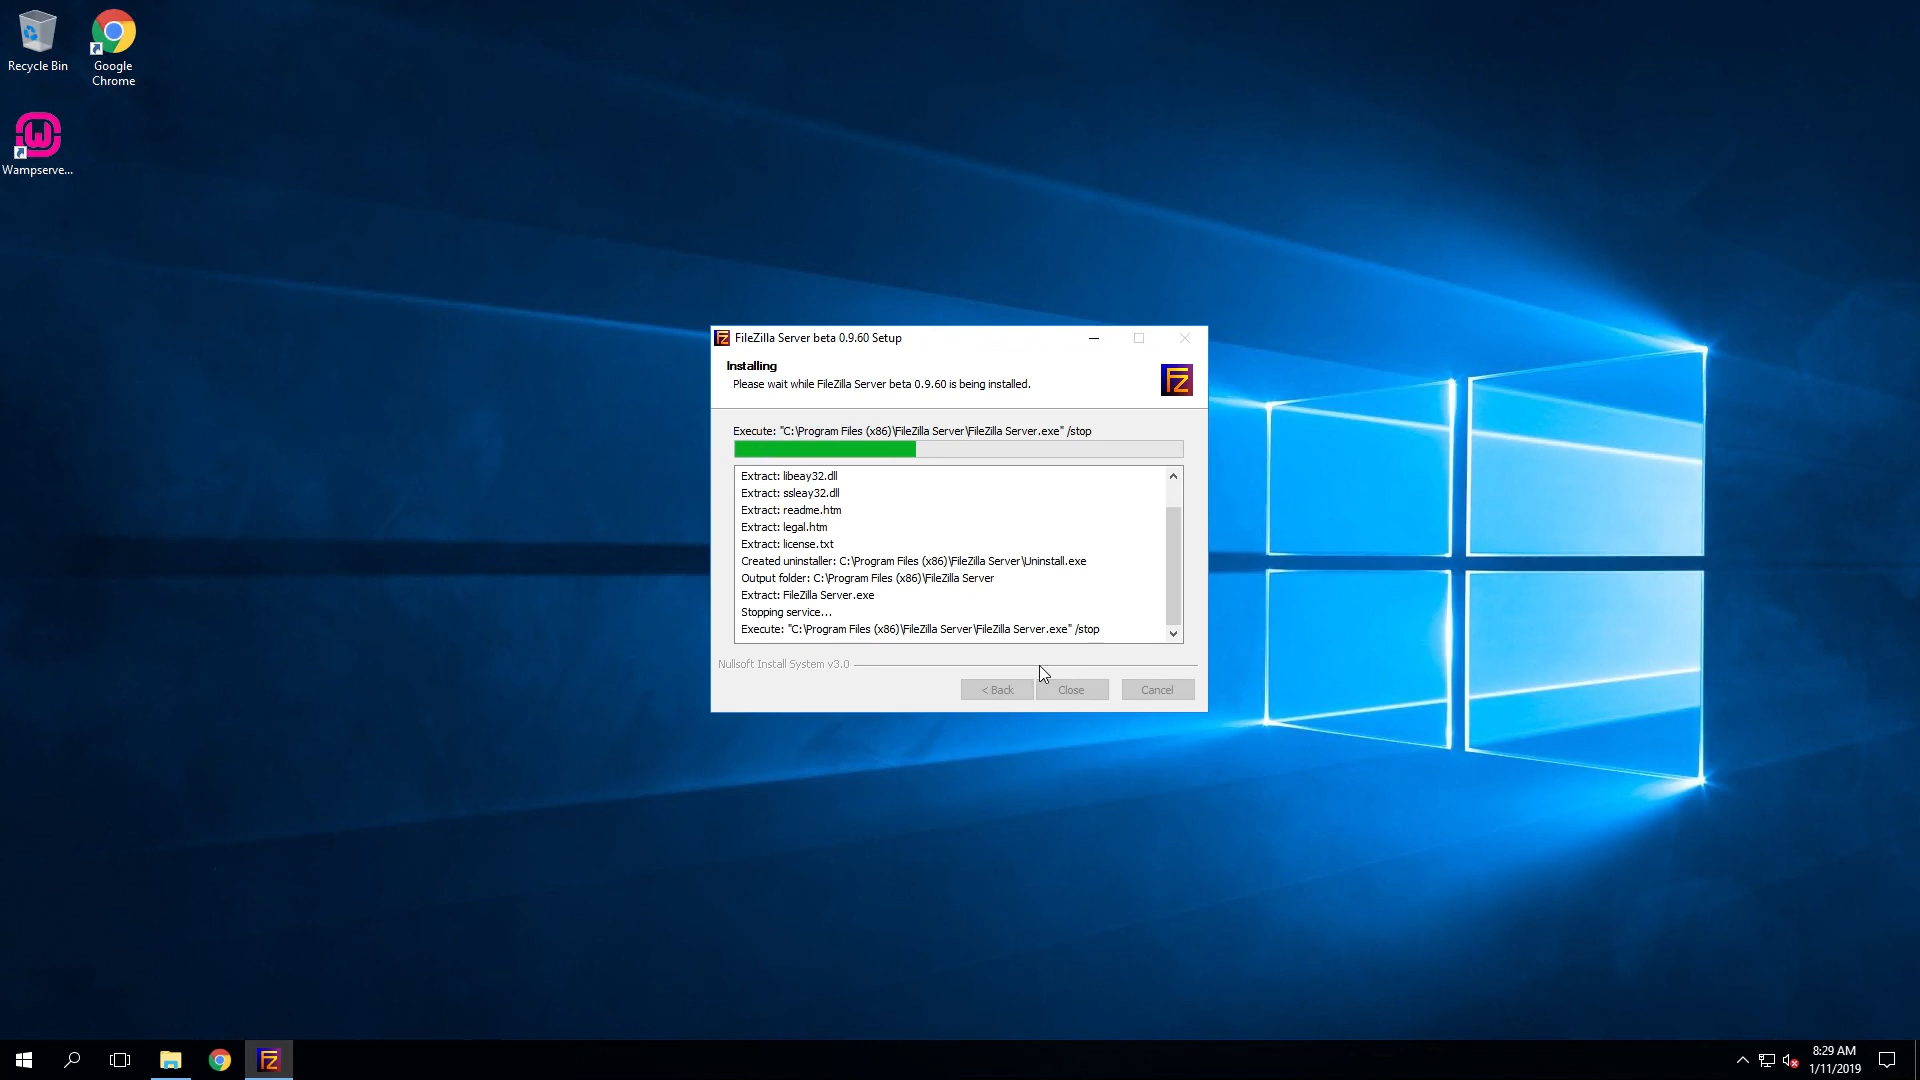 Recycle Bin
Google
Chrome
Wampserve...
FileZilla Server beta 0.9.60 Setup
Installing
Please wait while FileZilla Server beta 0.9.60 is being installed.
Execute: "C:\Program Files (x86)\FileZilla Server\FileZilla Server.exe" /stop
Extract: libeay32.dll
Extract: ssleay32.dll
Extract: readme.htm
Extract: legal.htm
Extract: license.txt
Created uninstaller: C:\Program Files (x86)\FileZilla Server\Uninstall.exe
Output folder: C:\Program Files (x86)\FileZilla Server
Extract: FileZilla Server.exe
Stopping service...
Execute: "C:\Program Files (x86)\FileZilla Server\FileZilla Server.exe" /stop
Nullsoft Install System v3.0
< Back
Close
Cancel
8:29 AM
1/11/2019